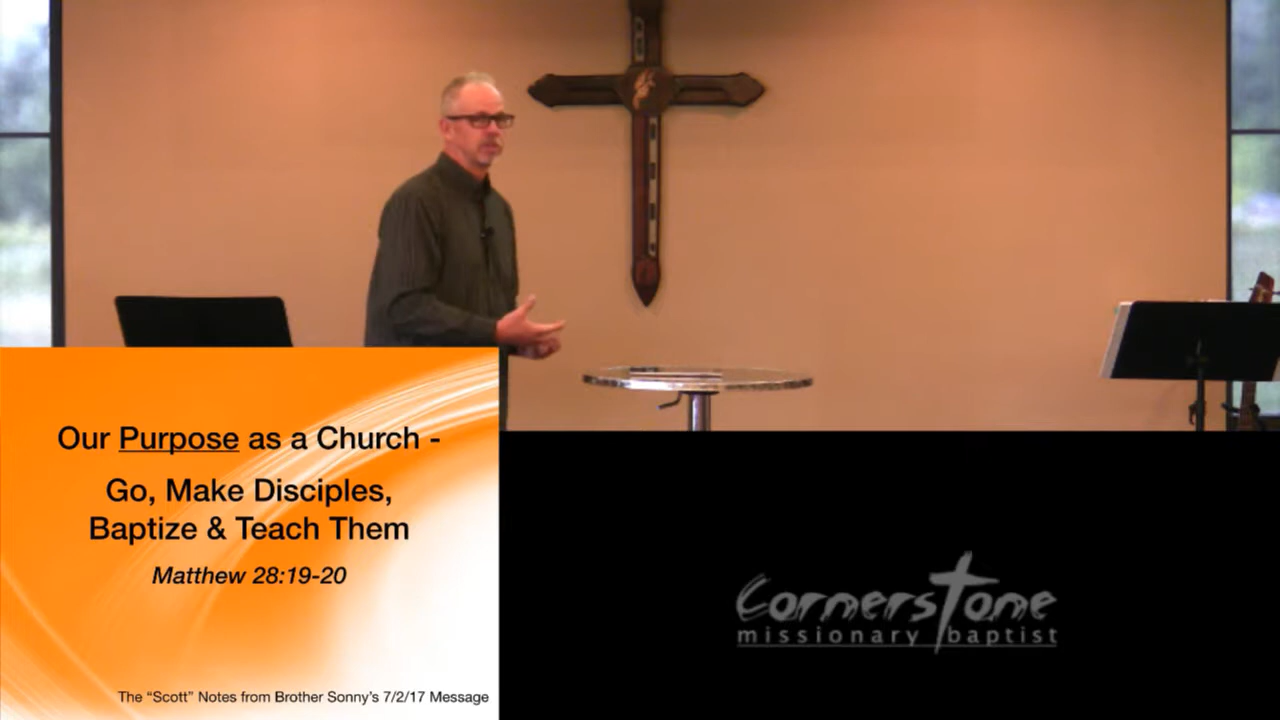 Our Purpose as a Church -
Go, Make Disciples,
Baptize & Teach Them
Matthew 28:19-20
The “Scott” Notes from Brother Sonny’s 7/2/17 Message
Cornerstone
missionary baptist